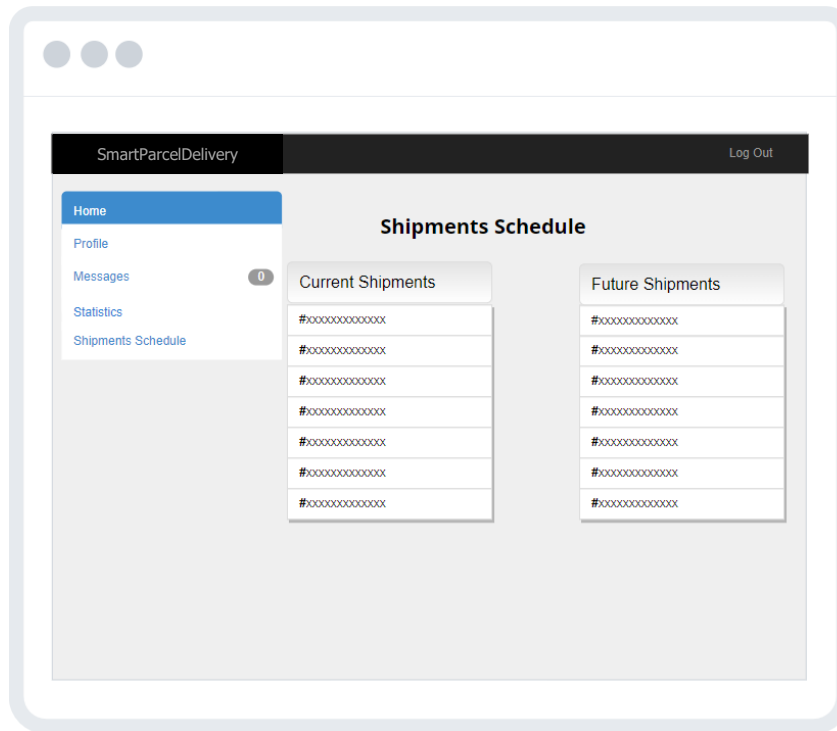 SmartParcelDelivery
Log Out
Home
Profile
Messages 0
Statistics
Shipments Schedule
Shipments Schedule
Current Shipments
#xxxxxxxxxxxxx
#xxxxxxxxxxxxx
#xxxxxxxxxxxxx
#xxxxxxxxxxxxx
#xxxxxxxxxxxxx
#xxxxxxxxxxxxx
#xxxxxxxxxxxxx
Future Shipments
#xxxxxxxxxxxxx
#xxxxxxxxxxxxx
#xxxxxxxxxxxxx
#xxxxxxxxxxxxx
#xxxxxxxxxxxxx
#xxxxxxxxxxxxx
#xxxxxxxxxxxxx